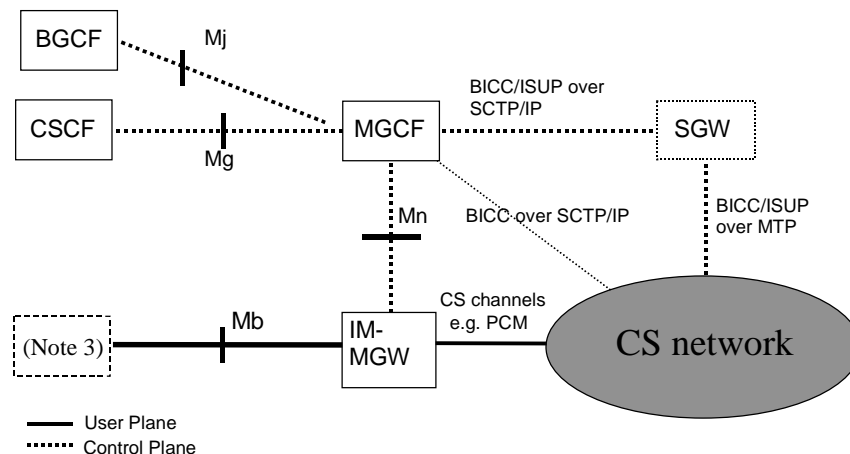 BGCF
Mj
BICC/ISUP over
SCTP/IP
CSCF
Mg
MGCF
SGW
Mn
BICC over SCTP/IP
BICC/ISUP
over MTP
(Note 3)
Mb
IM-
MGW
CS channels
e.g. PCM
CS network
User Plane
Control Plane